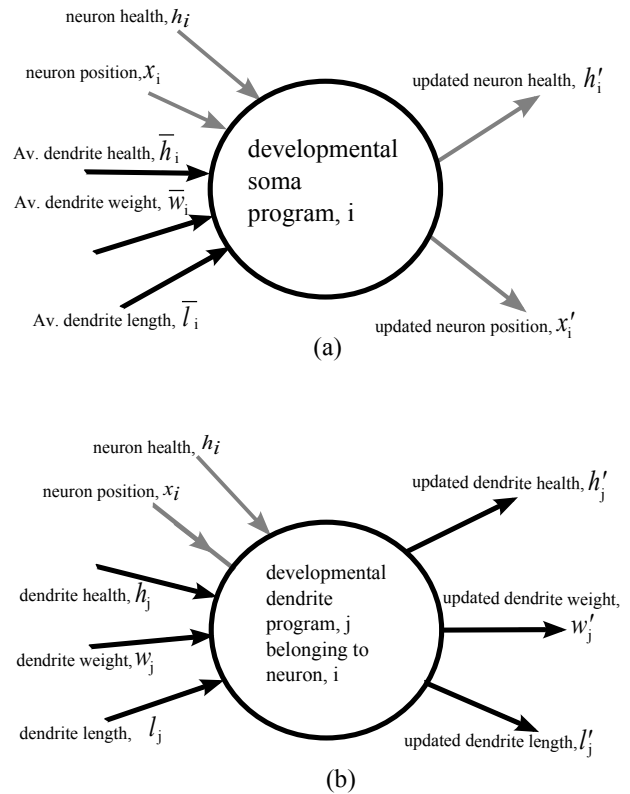 neuron health, hᵢ
neuron position, xᵢ
Av. dendrite health, h̅ᵢ
Av. dendrite weight, w̅ᵢ
Av. dendrite length, l̅ᵢ
developmental
soma
program, i
updated neuron health, h′ᵢ
updated neuron position, x′ᵢ
(a)
neuron health, hᵢ
neuron position, xᵢ
dendrite health, hⱼ
dendrite weight, wⱼ
dendrite length, lⱼ
developmental
dendrite
program, j
belonging to
neuron, i
updated dendrite health, h′ⱼ
updated dendrite weight,
w′ⱼ
updated dendrite length, l′ⱼ
(b)